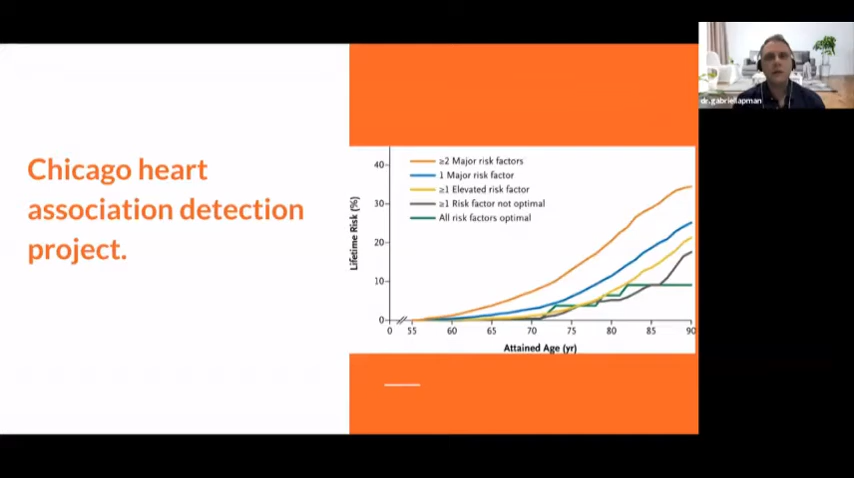 dr.gabriellapman
Chicago heart
association detection
project.
≥2 Major risk factors
1 Major risk factor
≥1 Elevated risk factor
≥1 Risk factor not optimal
All risk factors optimal
Lifetime Risk (%)
40
30
20
10
0
0 55 60 65 70 75 80 85 90
Attained Age (yr)